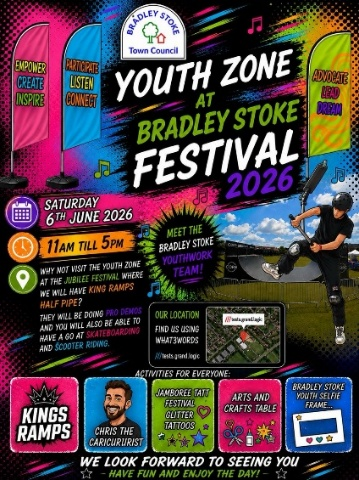 BRADLEY STOKE
Town Council
EMPOWER
CREATE
INSPIRE
PARTICIPATE
LISTEN
CONNECT
ADVOCATE
LEAD
DREAM
YOUTH ZONE
AT
BRADLEY STOKE
FESTIVAL
2026
SATURDAY
6TH JUNE 2026
11AM TILL 5PM
MEET THE
BRADLEY STOKE
YOUTHWORK
TEAM!
WHY NOT VISIT THE YOUTH ZONE
AT THE JUBILEE FESTIVAL WHERE
WE WILL HAVE KING RAMPS
HALF PIPE?
THEY WILL BE DOING PRO DEMOS
AND YOU WILL ALSO BE ABLE TO
HAVE A GO AT SKATEBOARDING
AND SCOOTER RIDING.
OUR LOCATION
FIND US USING
WHAT3WORDS
///tests.grand.logic
///tests.grand.logic
ACTIVITIES FOR EVERYONE:
KINGS
RAMPS
CHRIS THE
CARICURURIST
JAMBOREE TATT
FESTIVAL
GLITTER
TATTOOS
ARTS AND
CRAFTS TABLE
BRADLEY STOKE
YOUTH SELFIE
FRAME...
WE LOOK FORWARD TO SEEING YOU
- HAVE FUN AND ENJOY THE DAY! -